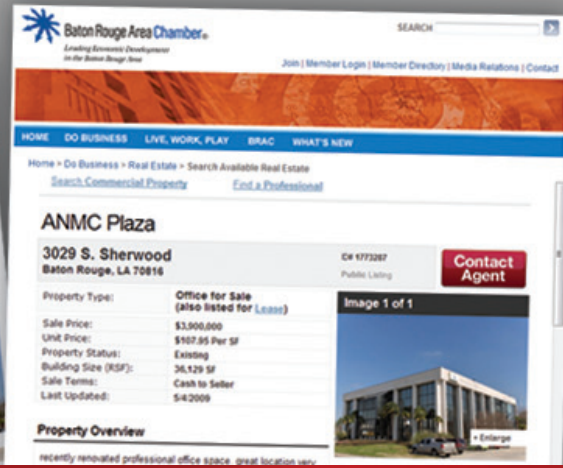 Baton Rouge Area Chamber®
Leading Economic Development
in the Baton Rouge Area
SEARCH
Join | Member Login | Member Directory | Media Relations | Contact
HOME DO BUSINESS LIVE, WORK, PLAY BRAC WHAT'S NEW
Home > Do Business > Real Estate > Search Available Real Estate
Search Commercial Property Find a Professional
ANMC Plaza
3029 S. Sherwood
Baton Rouge, LA 70816
C# 1773287
Public Listing
Contact
Agent
Property Type: Office for Sale
(also listed for Lease)
Sale Price: $3,900,000
Unit Price: $107.95 Per SF
Property Status: Existing
Building Size (RSF): 36,129 SF
Sale Terms: Cash to Seller
Last Updated: 5/4/2009
Image 1 of 1
+ Enlarge
Property Overview
recently renovated professional office space, great location very